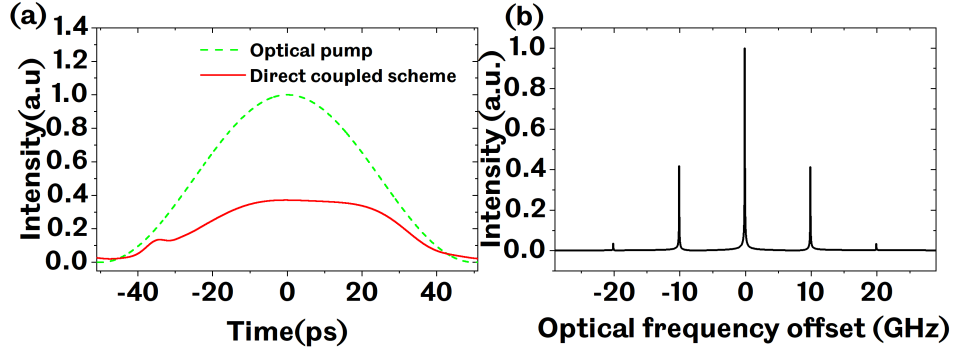 (a)
1.4
1.2
1.0
0.8
0.6
0.4
0.2
0.0
Intensity(a.u)
Optical pump
Direct coupled scheme
-40 -20 0 20 40
Time(ps)
(b)
1.0
0.8
0.6
0.4
0.2
0.0
Intensity (a.u.)
-20 -10 0 10 20
Optical frequency offset (GHz)